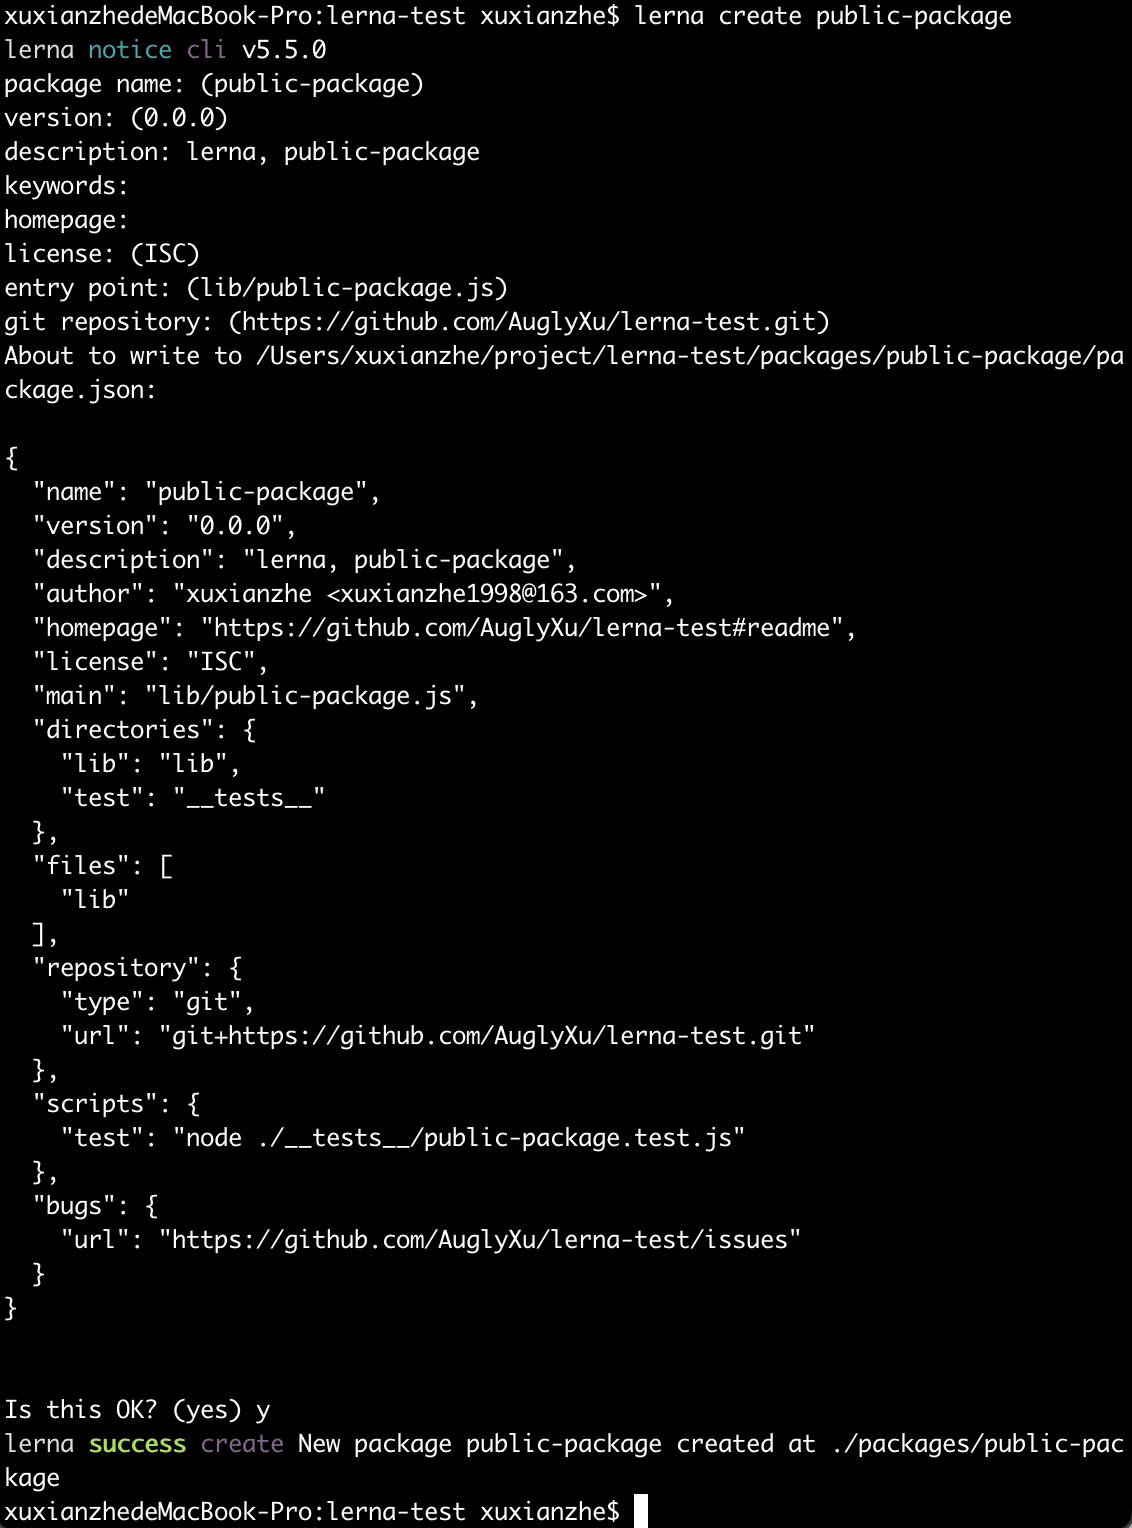 xuxianzhedeMacBook-Pro:lerna-test xuxianzhe$ lerna create public-package
lerna notice cli v5.5.0
package name: (public-package)
version: (0.0.0)
description: lerna, public-package
keywords:
homepage:
license: (ISC)
entry point: (lib/public-package.js)
git repository: (https://github.com/AuglyXu/lerna-test.git)
About to write to /Users/xuxianzhe/project/lerna-test/packages/public-package/pa
ckage.json:

{
  "name": "public-package",
  "version": "0.0.0",
  "description": "lerna, public-package",
  "author": "xuxianzhe <xuxianzhe1998@163.com>",
  "homepage": "https://github.com/AuglyXu/lerna-test#readme",
  "license": "ISC",
  "main": "lib/public-package.js",
  "directories": {
    "lib": "lib",
    "test": "__tests__"
  },
  "files": [
    "lib"
  ],
  "repository": {
    "type": "git",
    "url": "git+https://github.com/AuglyXu/lerna-test.git"
  },
  "scripts": {
    "test": "node ./__tests__/public-package.test.js"
  },
  "bugs": {
    "url": "https://github.com/AuglyXu/lerna-test/issues"
  }
}

Is this OK? (yes) y
lerna success create New package public-package created at ./packages/public-pac
kage
xuxianzhedeMacBook-Pro:lerna-test xuxianzhe$